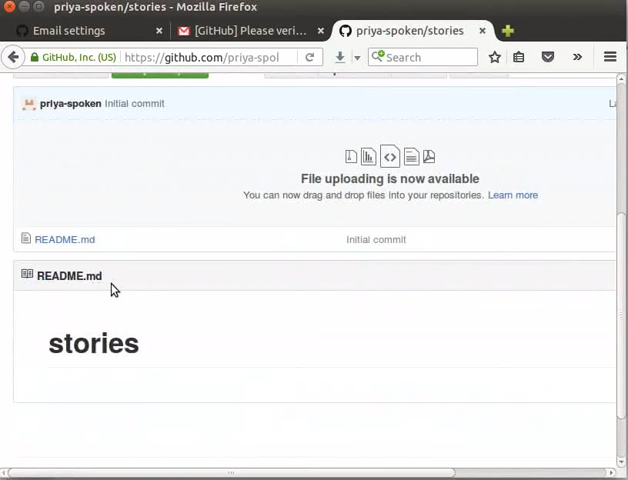 priya-spoken/stories - Mozilla Firefox
Email settings
[GitHub] Please veri...
priya-spoken/stories
GitHub, Inc. (US)
https://github.com/priya-spol
Search
priya-spoken Initial commit
File uploading is now available
You can now drag and drop files into your repositories. Learn more
README.md Initial commit
README.md
stories